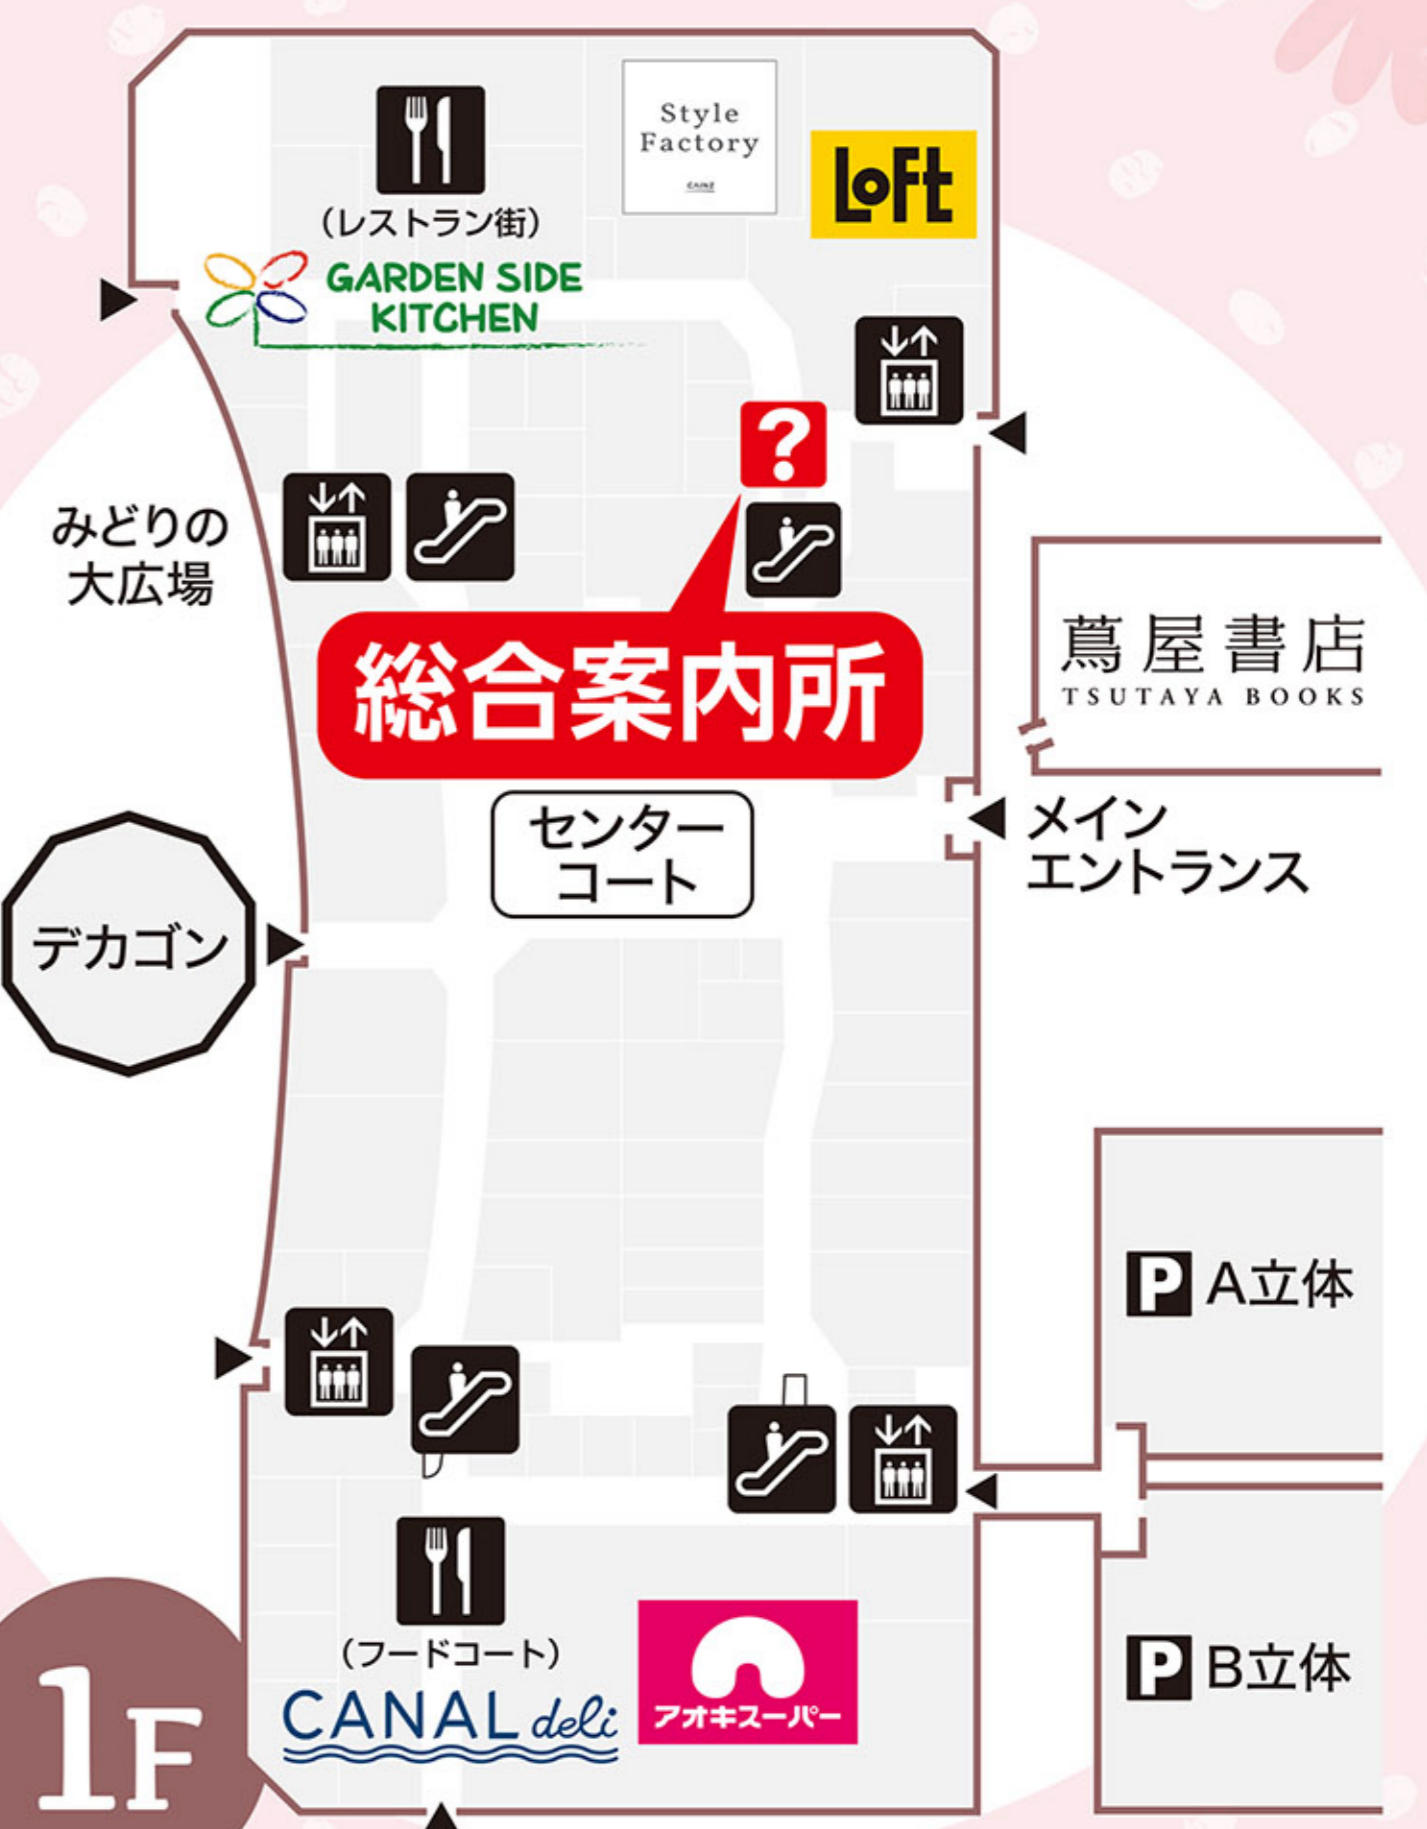 Style
Factory
CAINZ
LOFT
(レストラン街)
GARDEN SIDE
KITCHEN
?
みどりの
大広場
総合案内所
蔦屋書店
TSUTAYA BOOKS
センター
コート
メイン
エントランス
デカゴン
P A立体
(フードコート)
CANAL deli
アオキスーパー
P B立体
1F